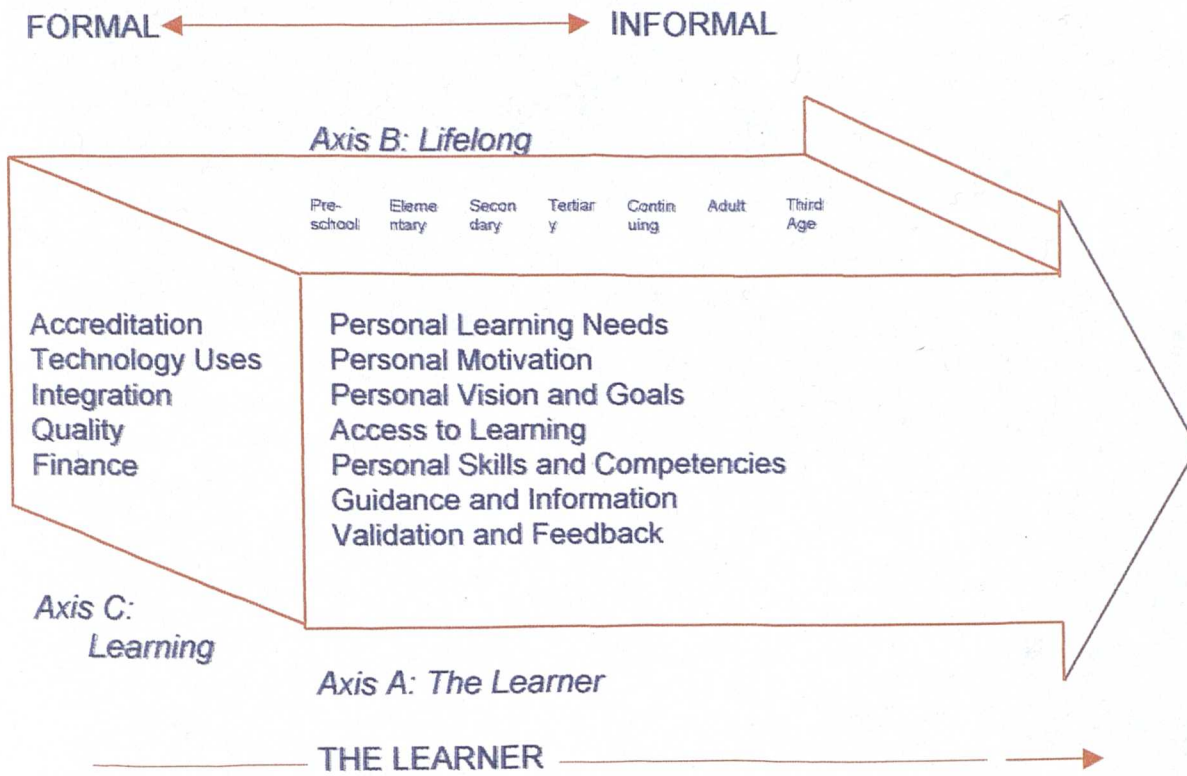 FORMAL INFORMAL
Axis B: Lifelong
Pre- Eleme Secon Tertiar Contin Adult Third
school ntary dary y uing Age
Accreditation
Technology Uses
Integration
Quality
Finance
Personal Learning Needs
Personal Motivation
Personal Vision and Goals
Access to Learning
Personal Skills and Competencies
Guidance and Information
Validation and Feedback
Axis C:
Learning
Axis A: The Learner
THE LEARNER